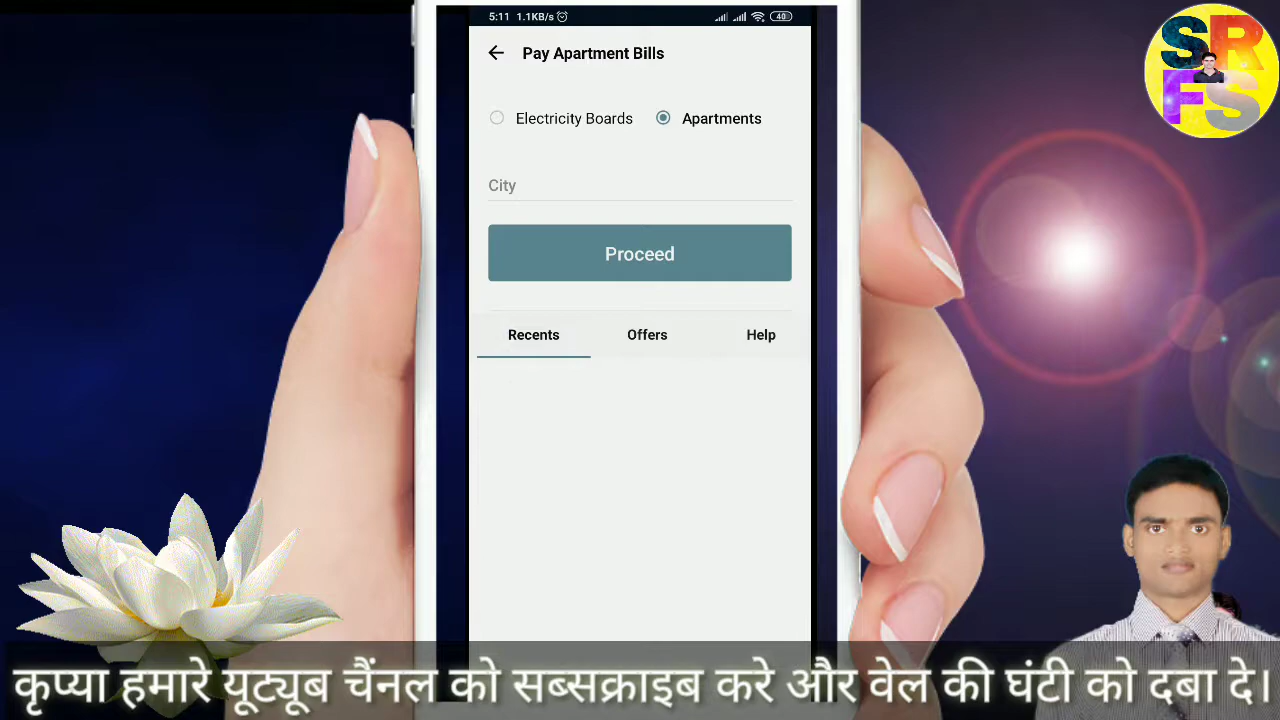 5:11 1.1KB/s
40
Pay Apartment Bills
Electricity Boards
Apartments
City
Proceed
Recents
Offers
Help
SR
FS
कृप्या हमारे यूट्यूब चैंनल को सब्सक्राइब करे और वेल की घंटी को दबा दे।